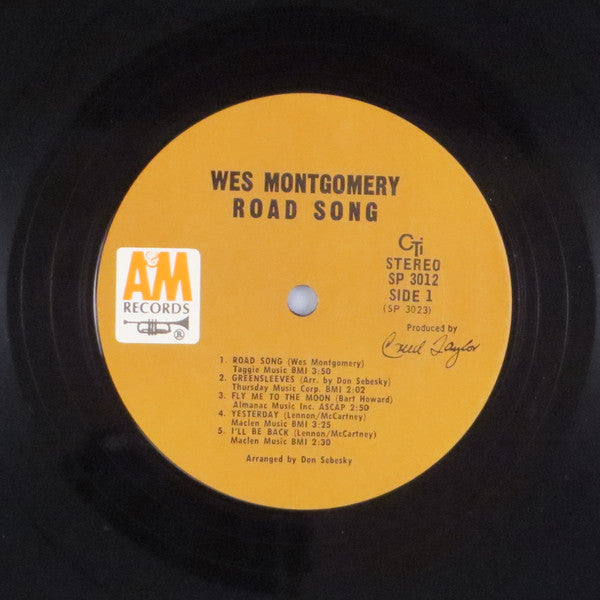 WES MONTGOMERY
ROAD SONG
CTi
STEREO
SP 3012
SIDE 1
(SP 3023)
A&M
RECORDS
®
Produced by
Creed Taylor
1. ROAD SONG (Wes Montgomery)
Taggie Music BMI 3:50
2. GREENSLEEVES (Arr. by Don Sebesky)
Thursday Music Corp. BMI 2:02
3. FLY ME TO THE MOON (Bart Howard)
Almanac Music Inc. ASCAP 2:50
4. YESTERDAY (Lennon/McCartney)
Maclen Music BMI 3:25
5. I'LL BE BACK (Lennon/McCartney)
Maclen Music BMI 2:30
Arranged by Don Sebesky